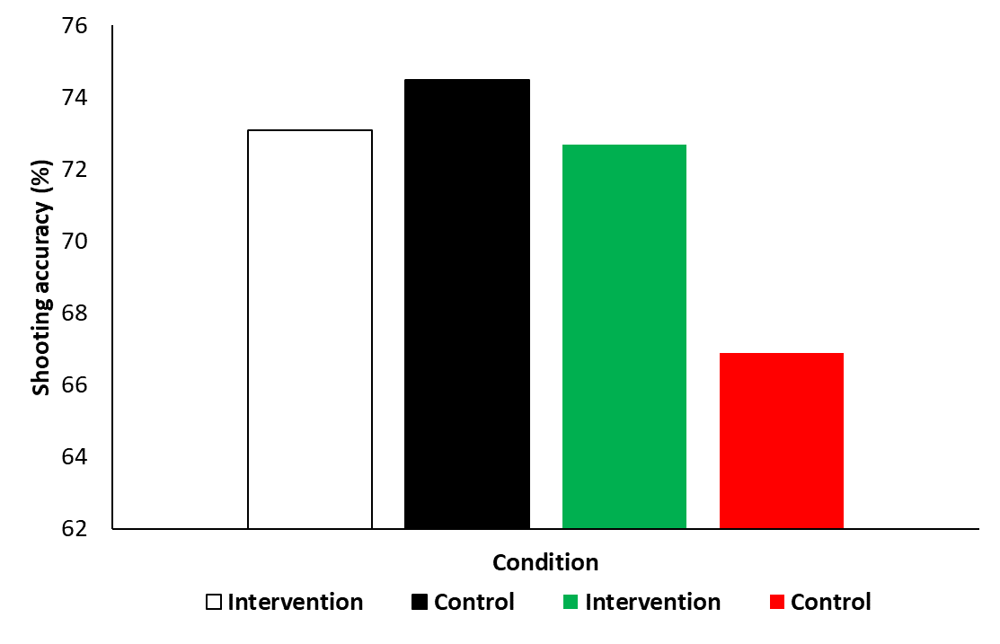 76
74
72
70
68
66
64
62
Shooting accuracy (%)
Condition
Intervention Control Intervention Control